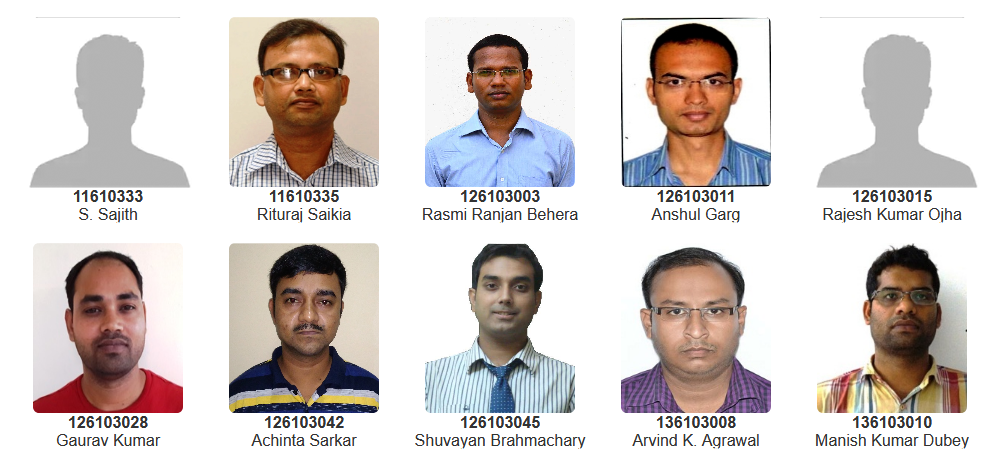 11610333
S. Sajith
11610335
Rituraj Saikia
126103003
Rasmi Ranjan Behera
126103011
Anshul Garg
126103015
Rajesh Kumar Ojha
126103028
Gaurav Kumar
126103042
Achinta Sarkar
126103045
Shuvayan Brahmachary
136103008
Arvind K. Agrawal
136103010
Manish Kumar Dubey